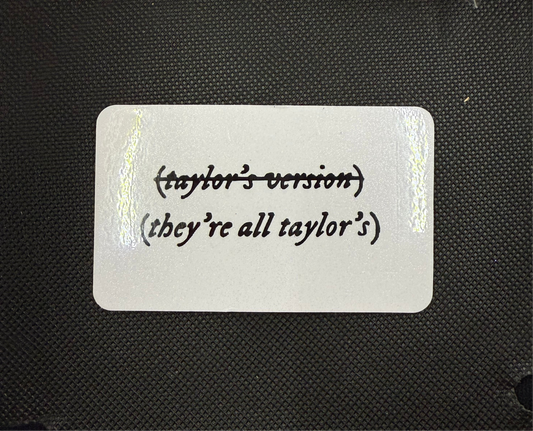 (taylor's version)
(they're all taylor's)